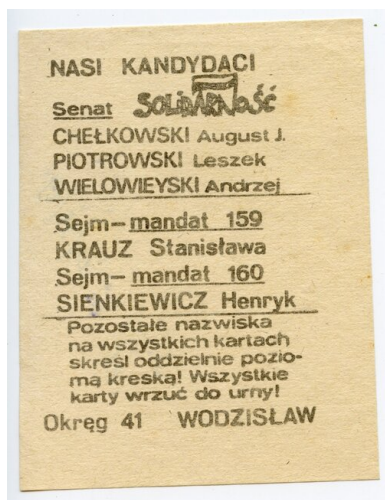 NASI KANDYDACI
Senat SOLIDARNOŚĆ
CHEŁKOWSKI August J.
PIOTROWSKI Leszek
WIELOWIEYSKI Andrzej
Sejm-mandat 159
KRAUZ Stanisława
Sejm-mandat 160
SIENKIEWICZ Henryk
Pozostałe nazwiska
na wszystkich kartach
skreśl oddzielnie pozio-
mą kreską! Wszystkie
karty wrzuć do urny!
Okręg 41 WODZISŁAW